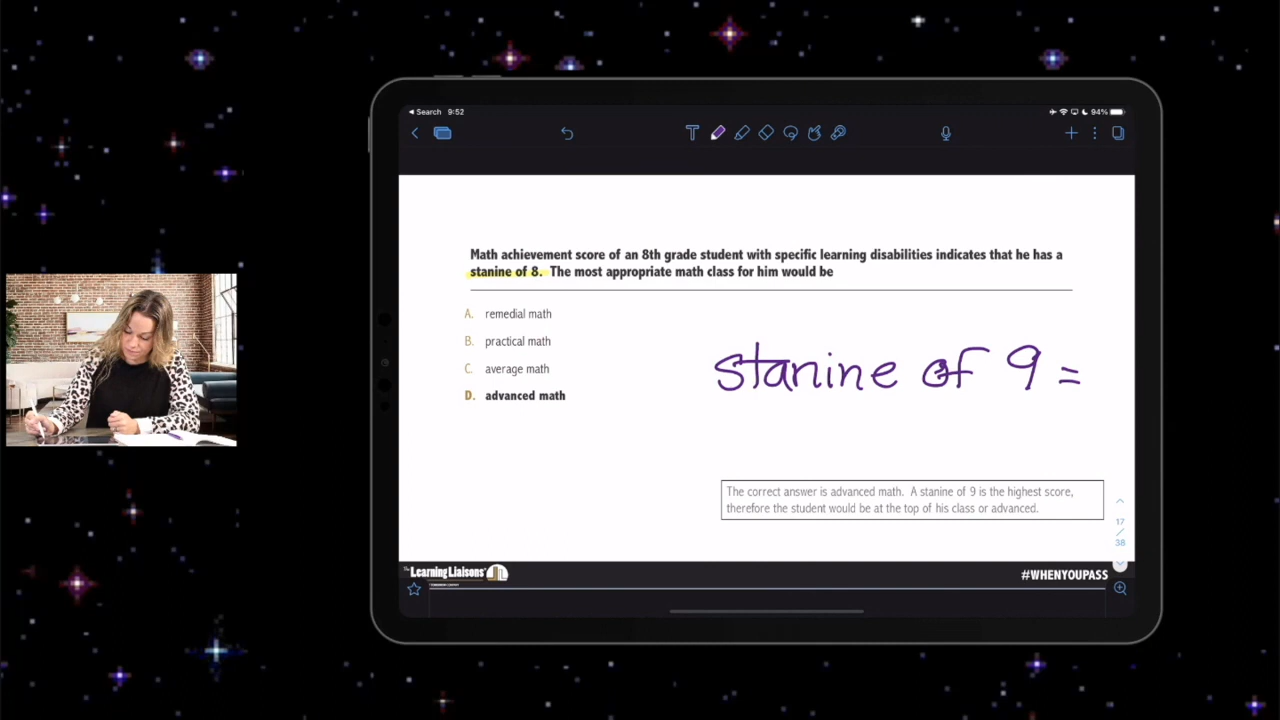 Search 9:52
94%
Math achievement score of an 8th grade student with specific learning disabilities indicates that he has a
stanine of 8. The most appropriate math class for him would be
A. remedial math
B. practical math
C. average math
D. advanced math
stanine of 9 =
The correct answer is advanced math. A stanine of 9 is the highest score,
therefore the student would be at the top of his class or advanced.
17
/
38
The Learning Liaisons
#WHENYOUPASS